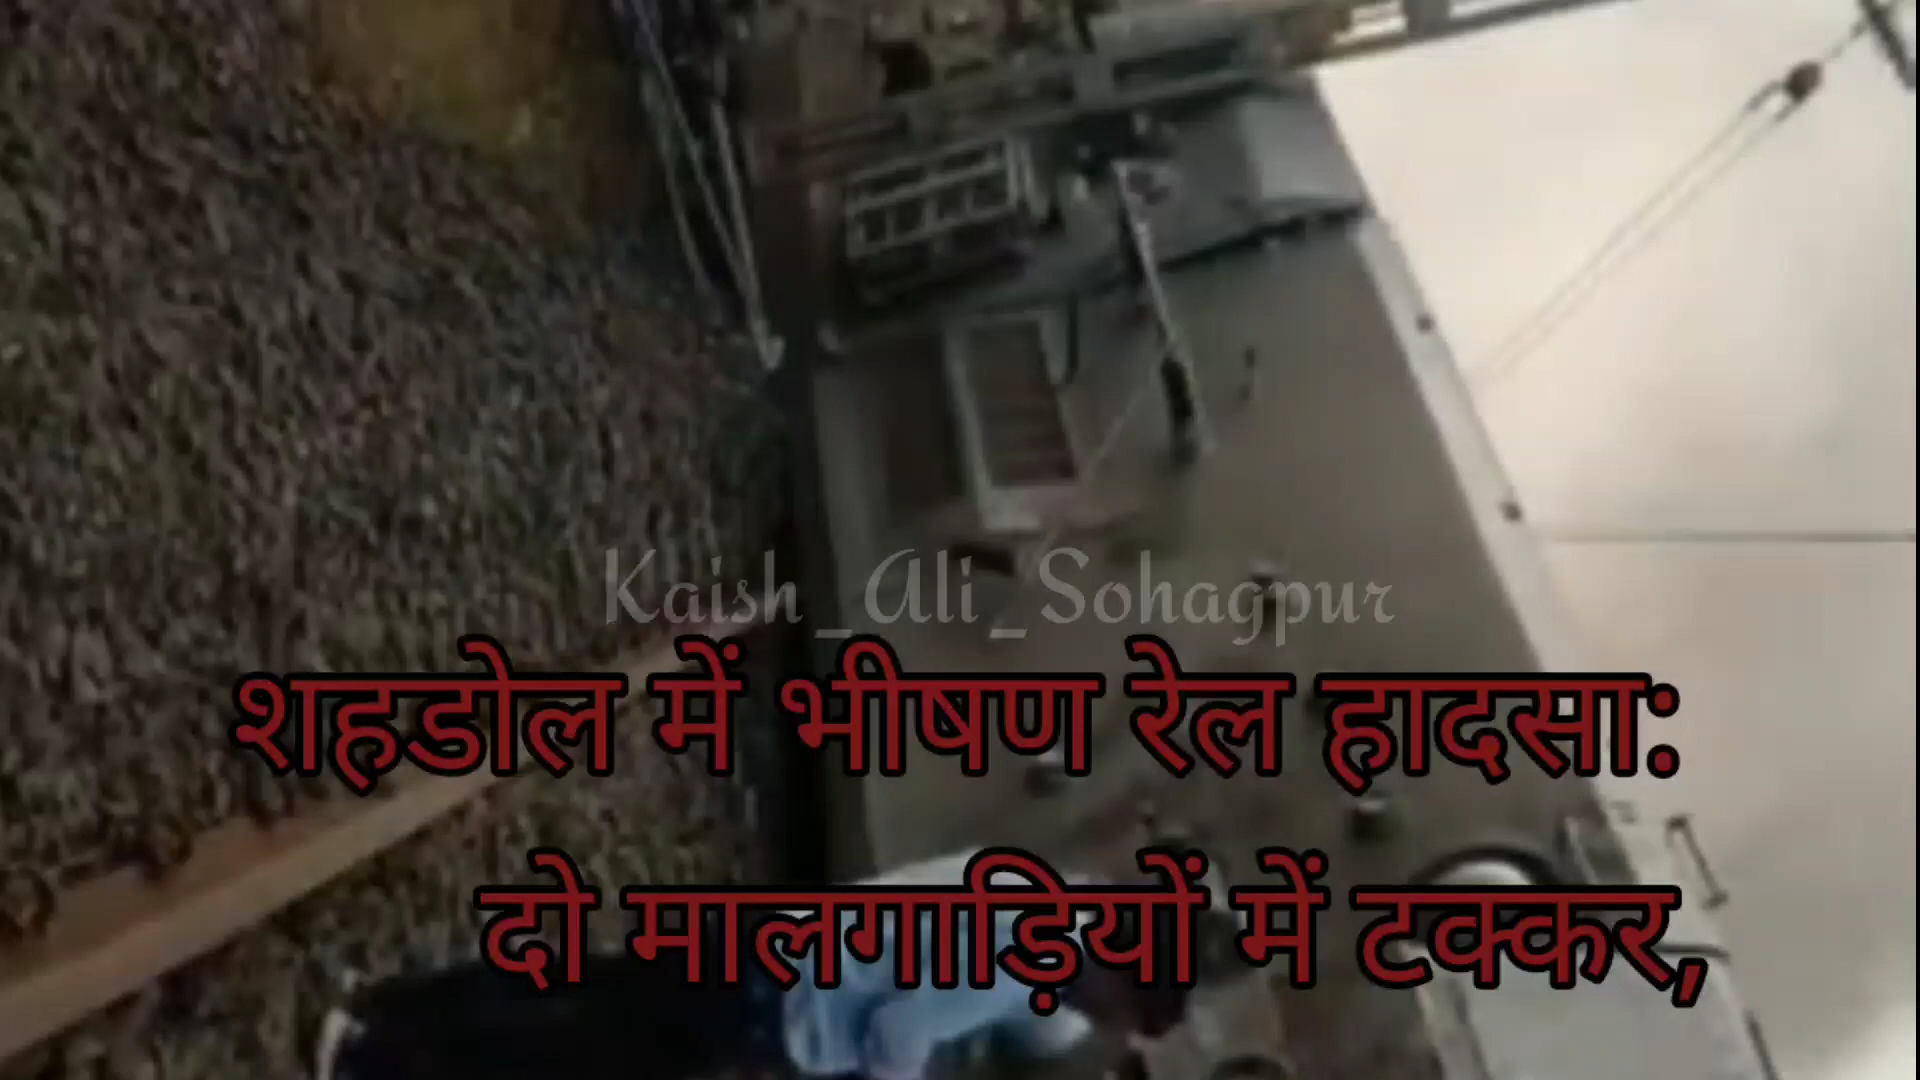 Kaish_Ali_Sohagpur
शहडोल में भीषण रेल हादसा:
दो मालगाड़ियों में टक्कर,